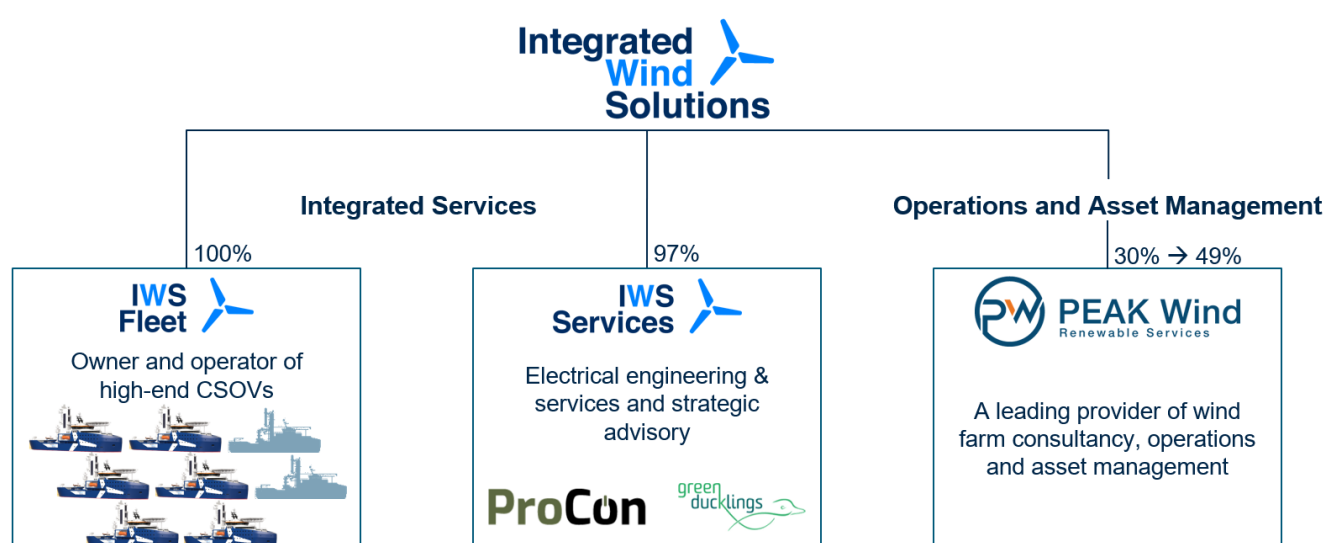 Integrated
Wind
Solutions
Integrated Services
Operations and Asset Management
100%
97%
30% → 49%
IWS
Fleet
Owner and operator of
high-end CSOVs
IWS
Services
Electrical engineering &
services and strategic
advisory
ProCon
green
ducklings
PW
PEAK Wind
Renewable Services
A leading provider of wind
farm consultancy, operations
and asset management